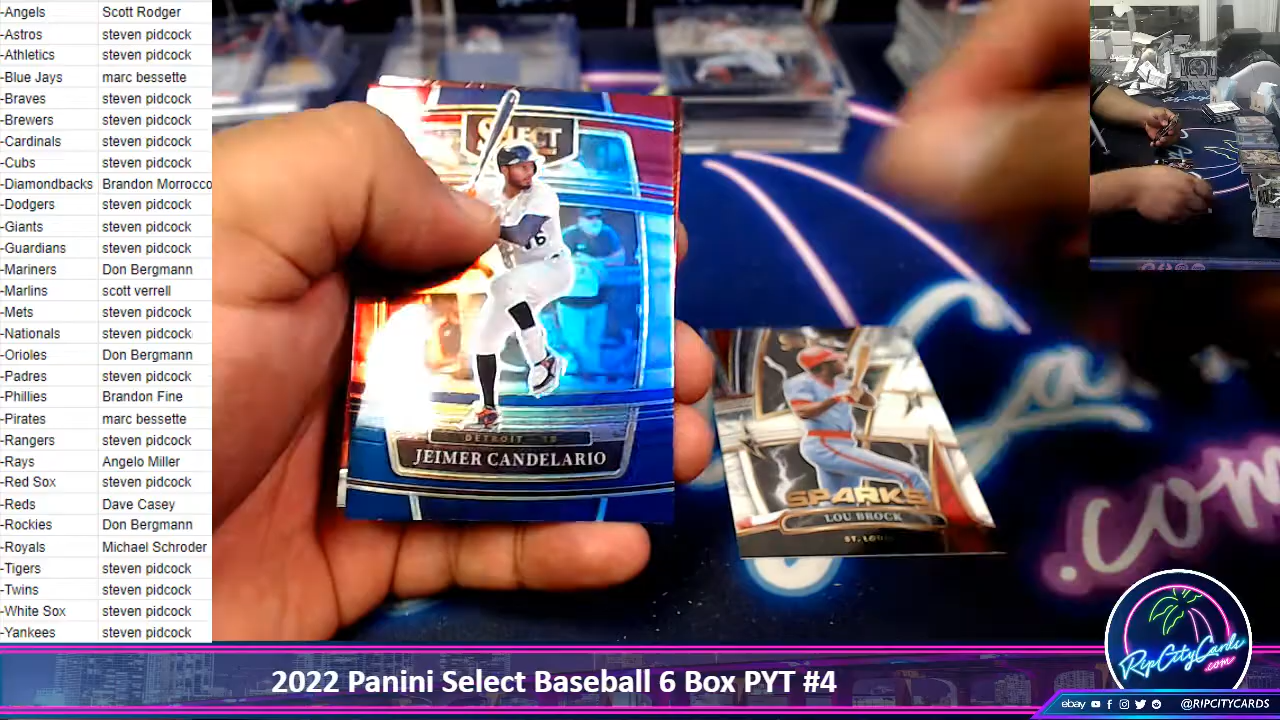 -Angels Scott Rodger
-Astros steven pidcock
-Athletics steven pidcock
-Blue Jays marc bessette
-Braves steven pidcock
-Brewers steven pidcock
-Cardinals steven pidcock
-Cubs steven pidcock
-Diamondbacks Brandon Morrocco
-Dodgers steven pidcock
-Giants steven pidcock
-Guardians steven pidcock
-Mariners Don Bergmann
-Marlins scott verrell
-Mets steven pidcock
-Nationals steven pidcock
-Orioles Don Bergmann
-Padres steven pidcock
-Phillies Brandon Fine
-Pirates marc bessette
-Rangers steven pidcock
-Rays Angelo Miller
-Red Sox steven pidcock
-Reds Dave Casey
-Rockies Don Bergmann
-Royals Michael Schroder
-Tigers steven pidcock
-Twins steven pidcock
-White Sox steven pidcock
-Yankees steven pidcock
SELECT
DETROIT
JEIMER CANDELARIO
SPARKS
LOU BROCK
.com
RipCityCards
.com
2022 Panini Select Baseball 6 Box PYT #4
ebay @RIPCITYCARDS